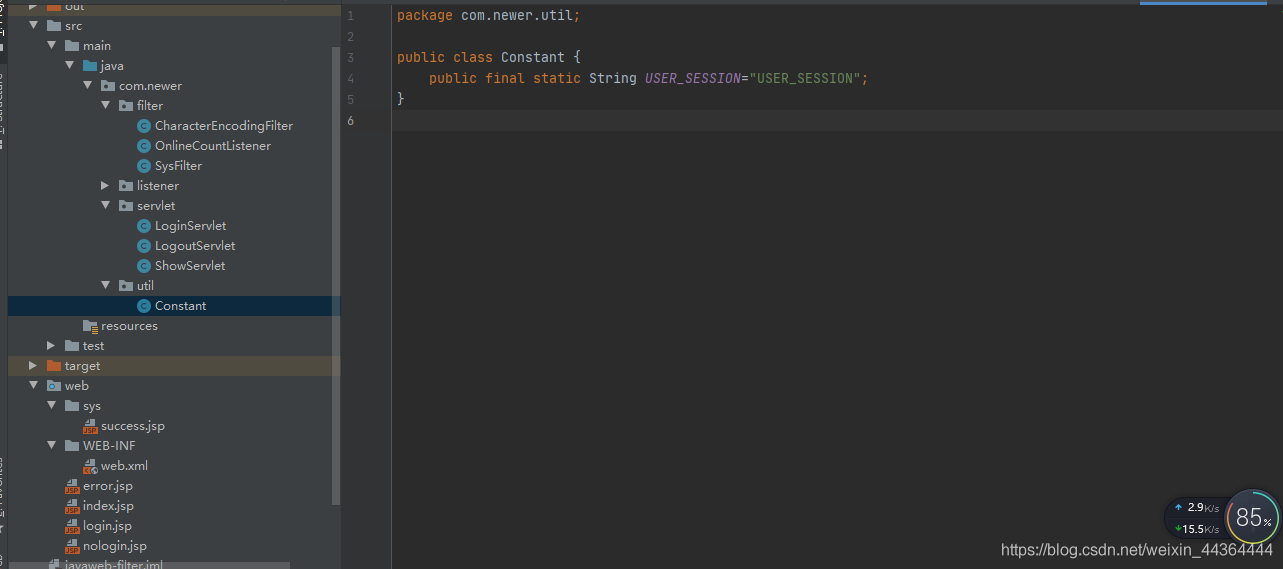 out
src
main
java
com.newer
filter
CharacterEncodingFilter
OnlineCountListener
SysFilter
listener
servlet
LoginServlet
LogoutServlet
ShowServlet
util
Constant
resources
test
target
web
sys
success.jsp
WEB-INF
web.xml
error.jsp
index.jsp
login.jsp
nologin.jsp
javaweb-filter.iml
1 package com.newer.util;
2
3 public class Constant {
4 public final static String USER_SESSION="USER_SESSION";
5 }
6
2.9K/s
15.5K/s
85%
https://blog.csdn.net/weixin_44364444